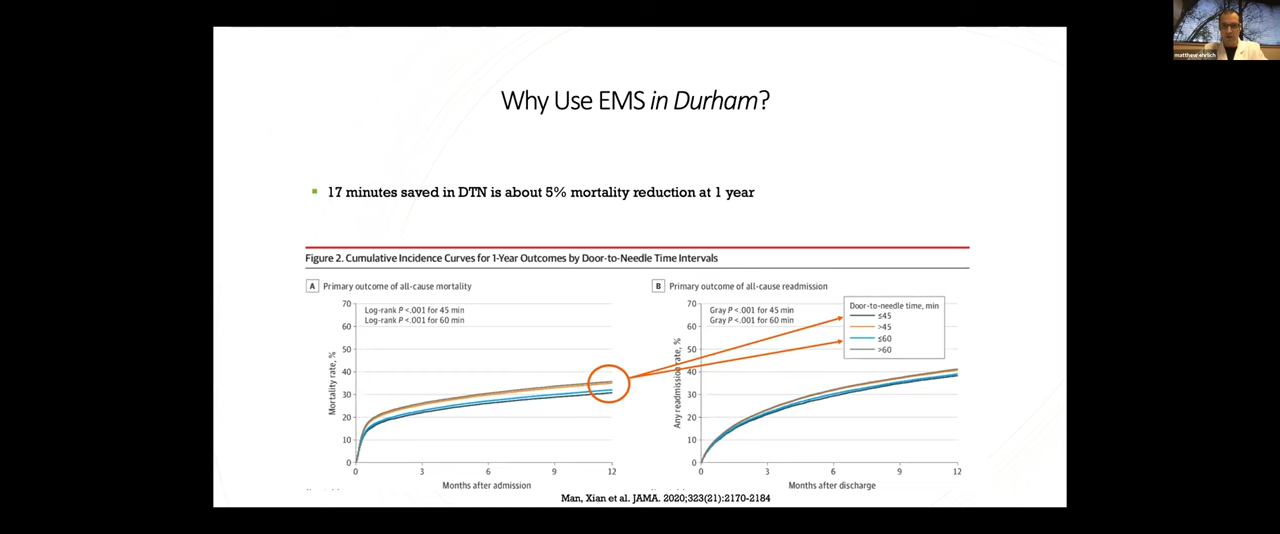 matthew ehrlich
Why Use EMS in Durham?
17 minutes saved in DTN is about 5% mortality reduction at 1 year
Figure 2. Cumulative Incidence Curves for 1-Year Outcomes by Door-to-Needle Time Intervals
A Primary outcome of all-cause mortality
Log-rank P <.001 for 45 min
Log-rank P <.001 for 60 min
Mortality rate, %
70
60
50
40
30
20
10
0
0 3 6 9 12
Months after admission
B Primary outcome of all-cause readmission
Gray P <.001 for 45 min
Gray P <.001 for 60 min
Door-to-needle time, min
≤45
>45
≤60
>60
Any readmission rate, %
70
60
50
40
30
20
10
0
0 3 6 9 12
Months after discharge
Man, Xian et al. JAMA. 2020;323(21):2170-2184